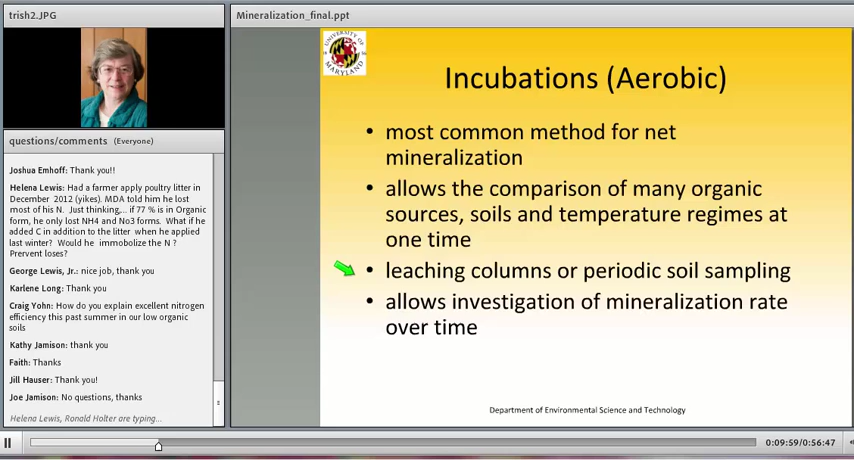 trish2.JPG
Mineralization_final.ppt
UNIVERSITY OF
MARYLAND
18 56
Incubations (Aerobic)
• most common method for net
mineralization
• allows the comparison of many organic
sources, soils and temperature regimes at
one time
• leaching columns or periodic soil sampling
• allows investigation of mineralization rate
over time
Department of Environmental Science and Technology
questions/comments (Everyone)
Joshua Emhoff: Thank you!!
Helena Lewis: Had a farmer apply poultry litter in
December 2012 (yikes). MDA told him he lost
most of his N. Just thinking,... if 77 % is in Organic
form, he only lost NH4 and No3 forms. What if he
added C in addition to the litter when he applied
last winter? Would he immobilize the N ?
Prervent loses?
George Lewis, Jr.: nice job, thank you
Karlene Long: Thank you
Craig Yohn: How do you explain excellent nitrogen
efficiency this past summer in our low organic
soils
Kathy Jamison: thank you
Faith: Thanks
Jill Hauser: Thank you!
Joe Jamison: No questions, thanks
Helena Lewis, Ronald Holter are typing...
0:09:59/0:56:47